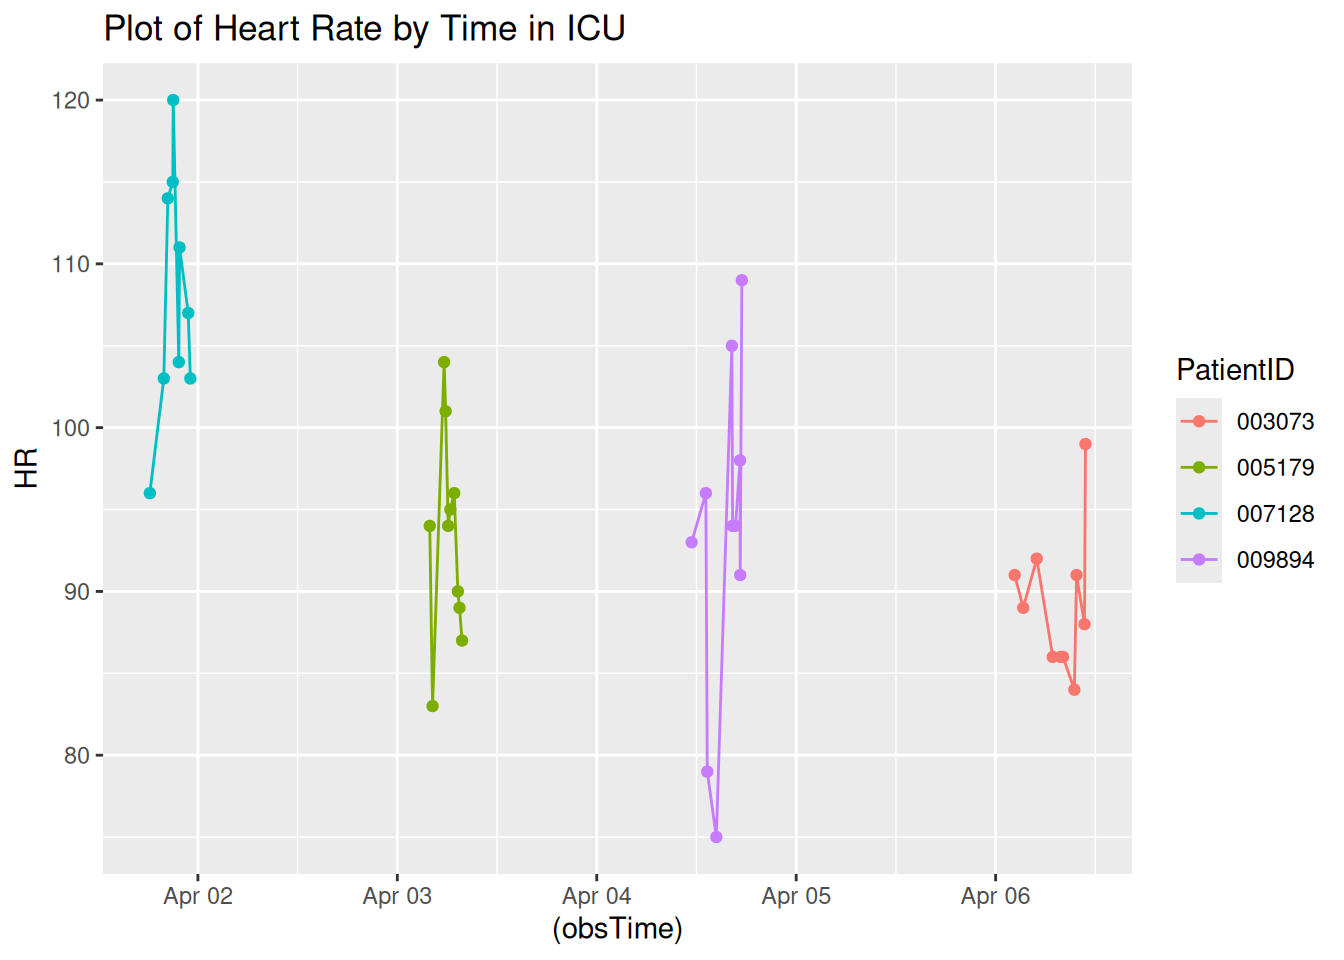 Plot of Heart Rate by Time in ICU
120
110
100
90
80
HR
Apr 02
Apr 03
Apr 04
Apr 05
Apr 06
(obsTime)
PatientID
003073
005179
007128
009894